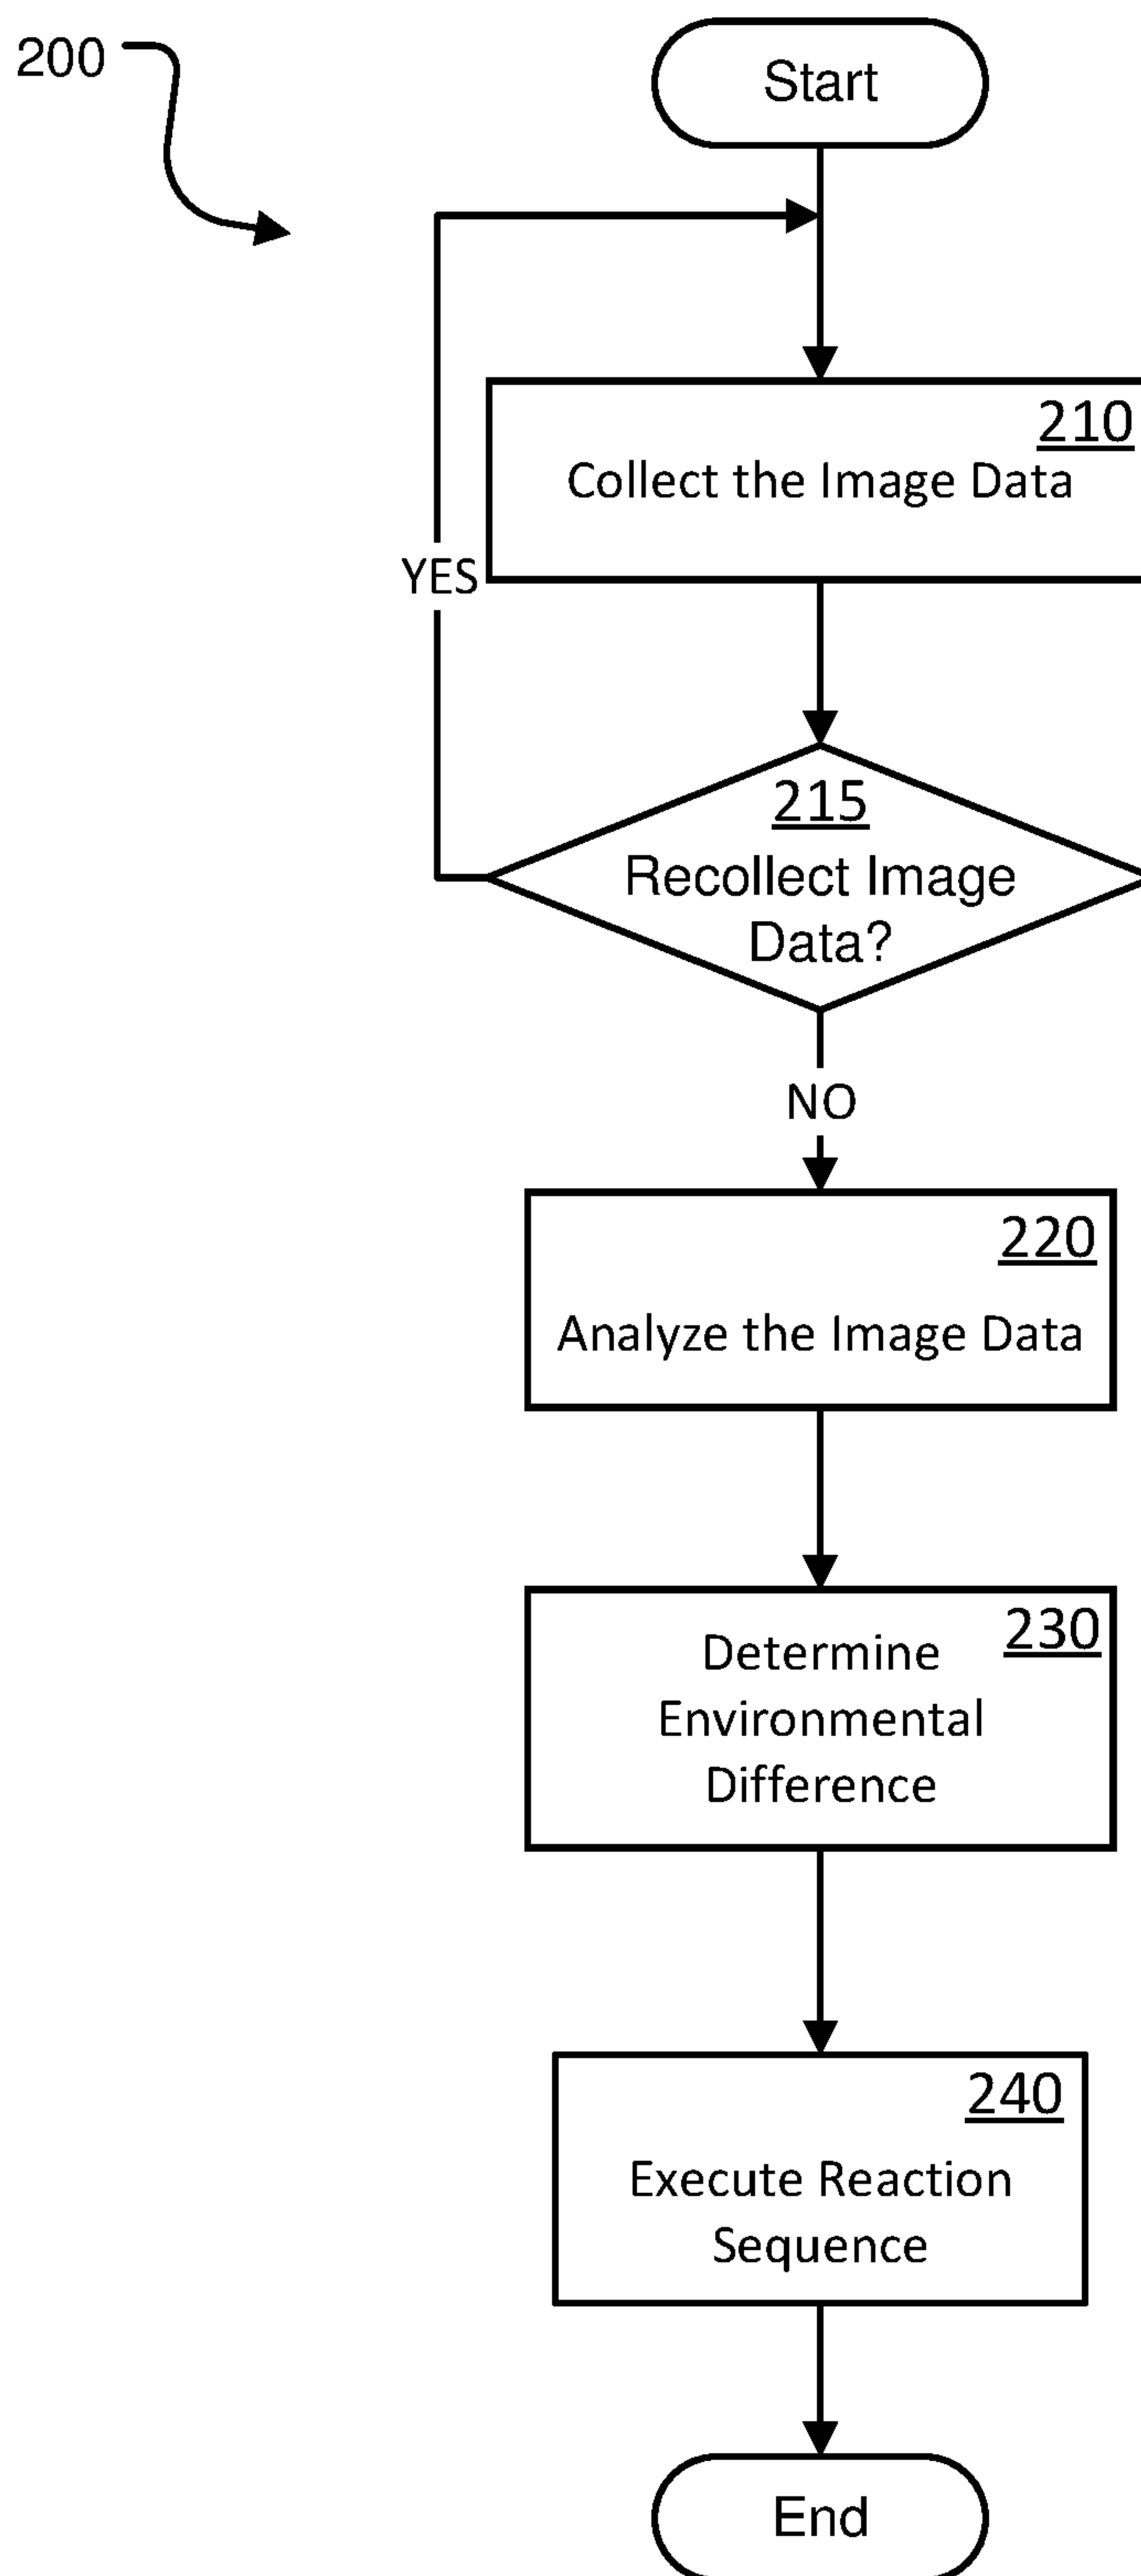 200
Start
210
Collect the Image Data
YES
215
Recollect Image
Data?
NO
220
Analyze the Image Data
230
Determine
Environmental
Difference
240
Execute Reaction
Sequence
End